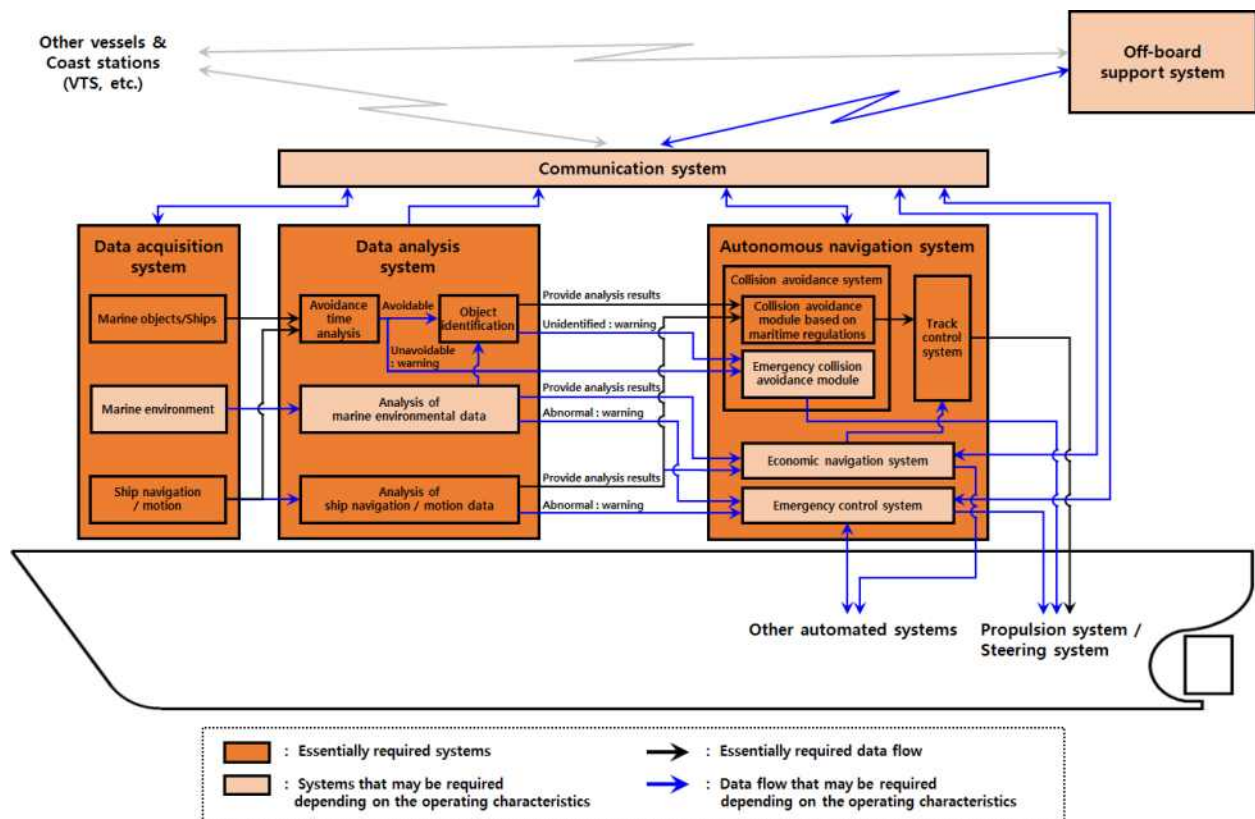 Other vessels &
Coast stations
(VTS, etc.)
Off-board
support system
Communication system
Data acquisition
system
Marine objects/Ships
Marine environment
Ship navigation
/ motion
Data analysis
system
Avoidance
time
analysis
Avoidable
Object
identification
Unavoidable
: warning
Analysis of
marine environmental data
Analysis of
ship navigation / motion data
Provide analysis results
Unidentified : warning
Provide analysis results
Abnormal : warning
Provide analysis results
Abnormal : warning
Autonomous navigation system
Collision avoidance system
Collision avoidance
module based on
maritime regulations
Emergency collision
avoidance module
Track
control
system
Economic navigation system
Emergency control system
Other automated systems
Propulsion system /
Steering system
: Essentially required systems
: Systems that may be required
depending on the operating characteristics
: Essentially required data flow
: Data flow that may be required
depending on the operating characteristics